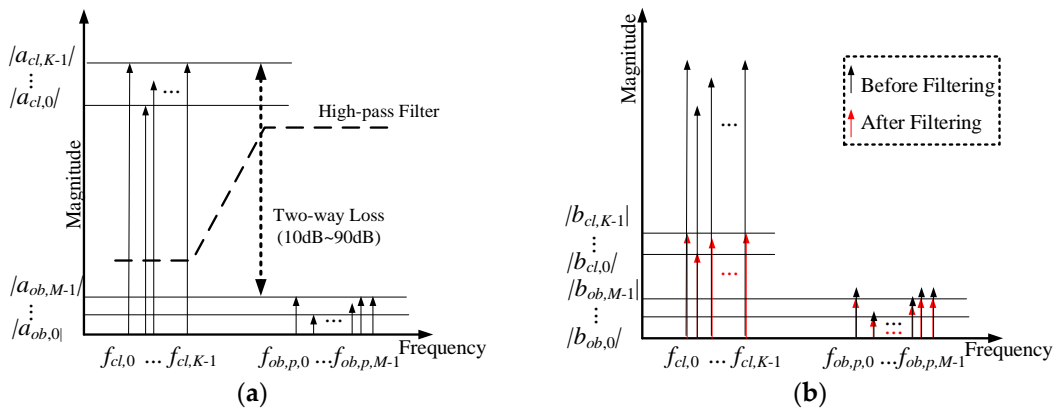 Magnitude
|a_{cl,K-1}|
⋮
|a_{cl,0}|
...
High-pass Filter
Two-way Loss
(10dB~90dB)
|a_{ob,M-1}|
⋮
|a_{ob,0}|
...
Frequency
f_{cl,0} ... f_{cl,K-1}
f_{ob,p,0} ... f_{ob,p,M-1}
(a)
Magnitude
Before Filtering
After Filtering
...
|b_{cl,K-1}|
⋮
|b_{cl,0}|
...
|b_{ob,M-1}|
⋮
|b_{ob,0}|
...
...
Frequency
f_{cl,0} ... f_{cl,K-1}
f_{ob,p,0} ... f_{ob,p,M-1}
(b)